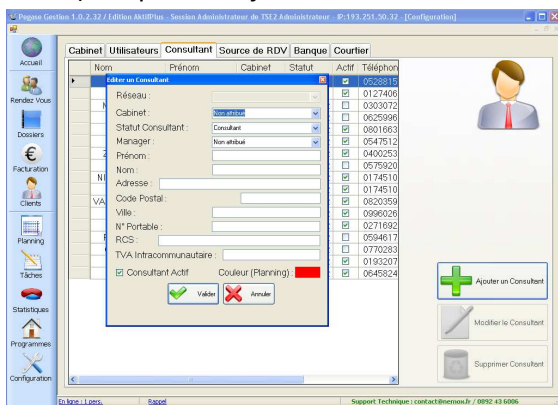 Pegase Gestion 1.0.2.32 / Edition AktifPlus - Session Administrateur du TSE2 Administrateur - IP:193.251.50.32 - [Configuration]
Cabinet Utilisateurs Consultant Source de RDV Banque Courtier
Accueil
Rendez Vous
Dossiers
Facturation
Clients
Planning
Tâches
Statistiques
Programmes
Configuration
Nom Prénom Cabinet Statut Actif Téléphon
0528815
0127406
0303072
0625996
0801663
0547512
0400253
0575920
0174510
0174510
0820359
0996026
0271692
0594617
0770283
0193207
0645824
Editer un Consultant
Réseau :
Cabinet : Non attribué
Statut Consultant : Consultant
Manager : Non attribué
Prénom :
Nom :
Adresse :
Code Postal :
Ville :
N° Portable :
RCS :
TVA Intracommunautaire :
Consultant Actif Couleur (Planning) :
Valider Annuler
Ajouter un Consultant
Modifier le Consultant
Supprimer Consultant
En ligne : 1 pers. Rappel Support Technique : contact@nemou.fr / 0892 43 6086